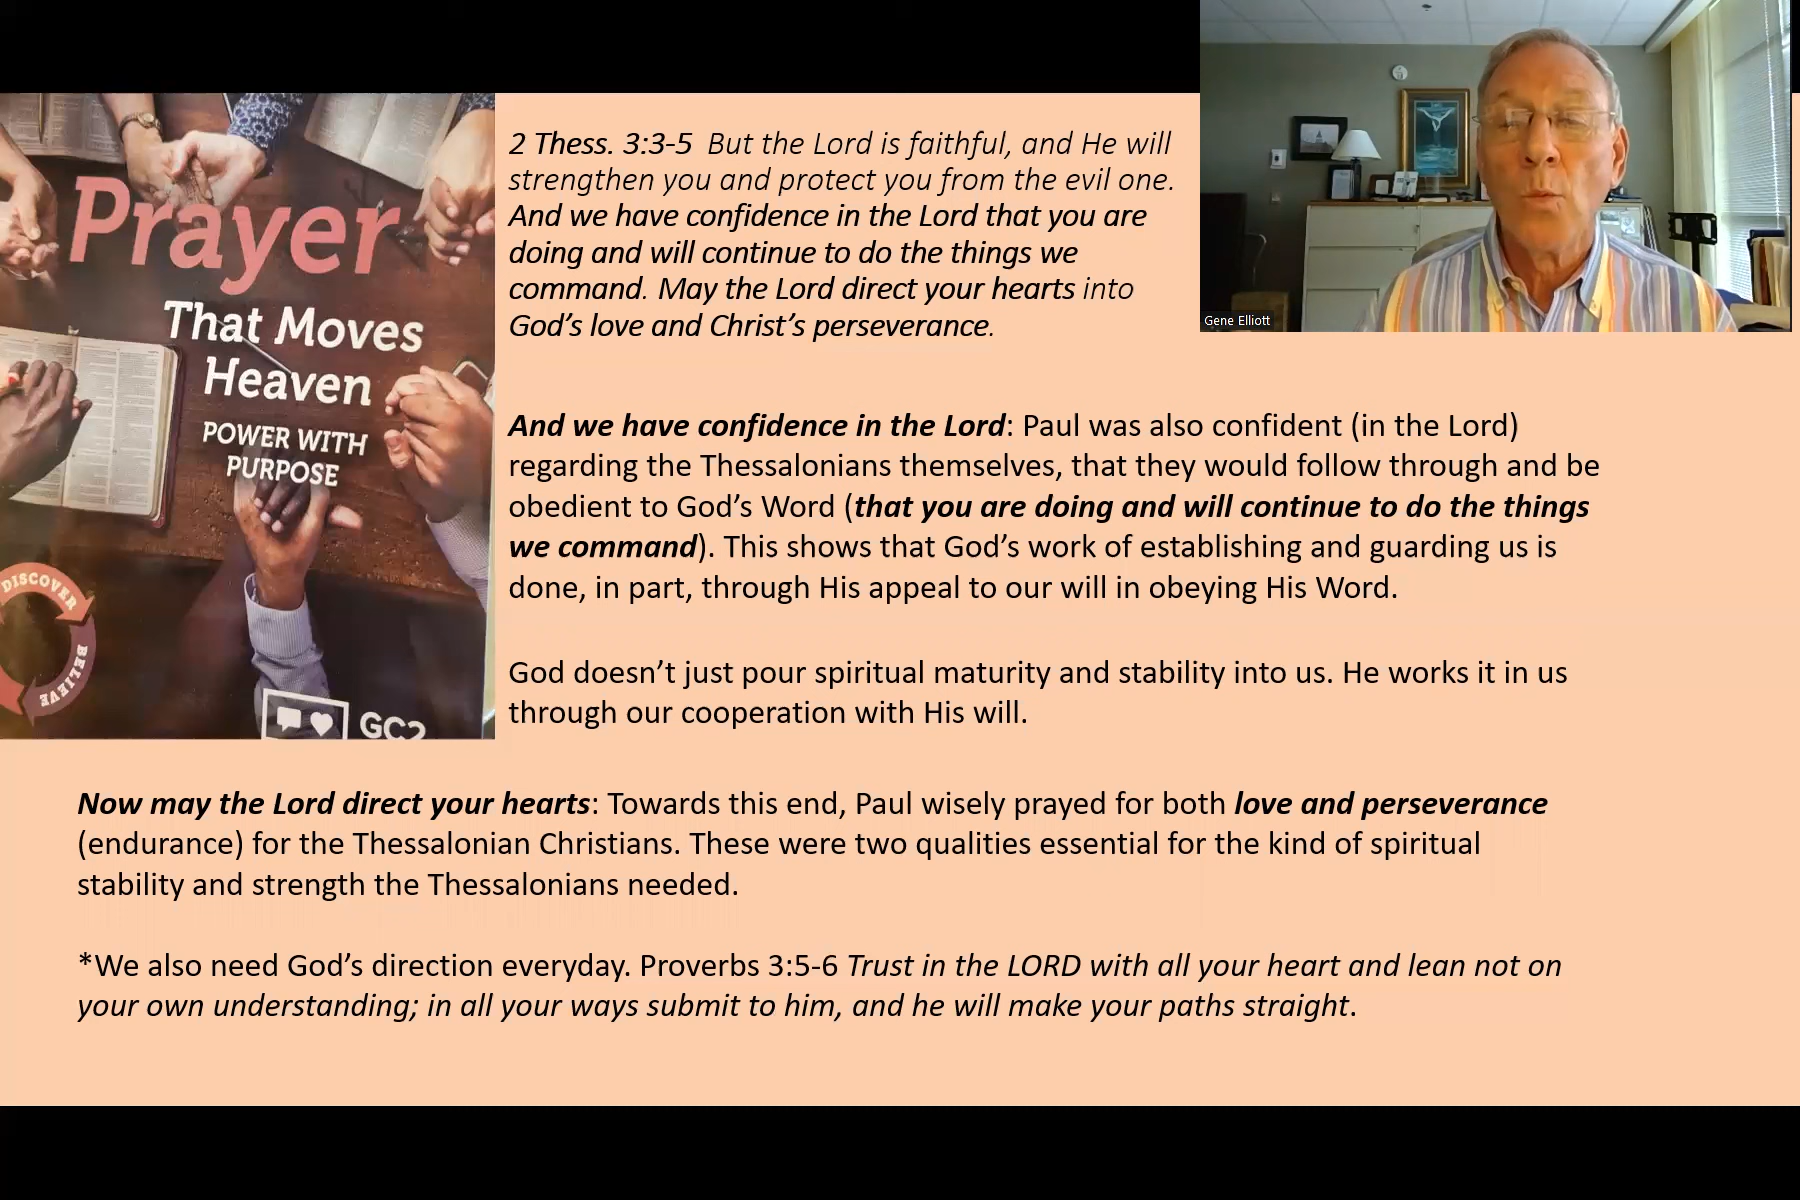 Prayer
That Moves
Heaven
POWER WITH
PURPOSE
DISCOVER
BELIEVE
GC2
2 Thess. 3:3-5 But the Lord is faithful, and He will
strengthen you and protect you from the evil one.
And we have confidence in the Lord that you are
doing and will continue to do the things we
command. May the Lord direct your hearts into
God’s love and Christ’s perseverance.
Gene Elliott
And we have confidence in the Lord: Paul was also confident (in the Lord)
regarding the Thessalonians themselves, that they would follow through and be
obedient to God’s Word (that you are doing and will continue to do the things
we command). This shows that God’s work of establishing and guarding us is
done, in part, through His appeal to our will in obeying His Word.
God doesn’t just pour spiritual maturity and stability into us. He works it in us
through our cooperation with His will.
Now may the Lord direct your hearts: Towards this end, Paul wisely prayed for both love and perseverance
(endurance) for the Thessalonian Christians. These were two qualities essential for the kind of spiritual
stability and strength the Thessalonians needed.
*We also need God’s direction everyday. Proverbs 3:5-6 Trust in the LORD with all your heart and lean not on
your own understanding; in all your ways submit to him, and he will make your paths straight.